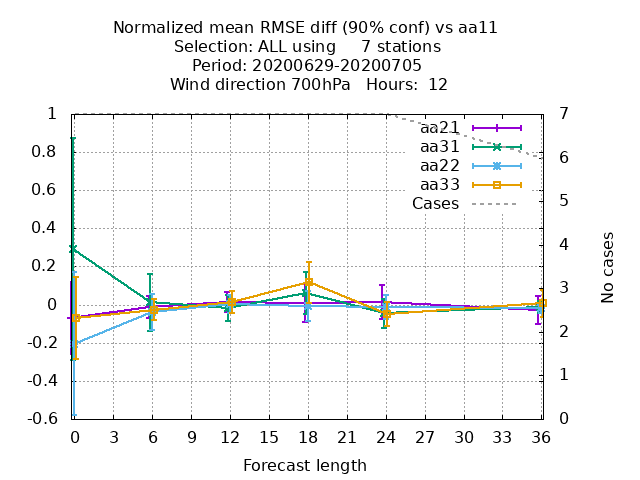 Normalized mean RMSE diff (90% conf) vs aa11
Selection: ALL using     7 stations
Period: 20200629-20200705
Wind direction 700hPa   Hours:  12
1
0.8
0.6
0.4
0.2
0
-0.2
-0.4
-0.6
7
6
5
4
3
2
1
0
aa21
aa31
aa22
aa33
Cases
No cases
0 3 6 9 12 15 18 21 24 27 30 33 36
Forecast length